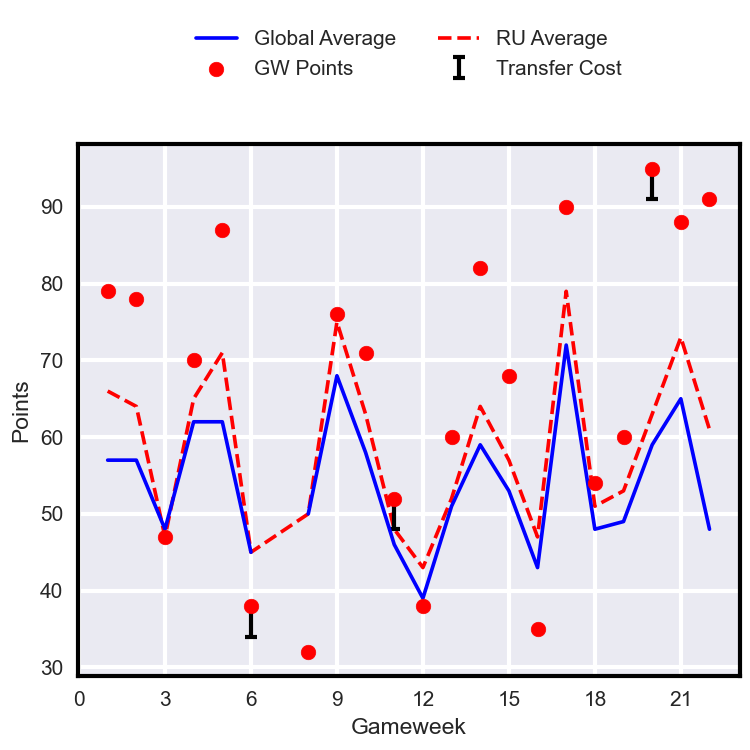 Global Average
RU Average
GW Points
Transfer Cost
90
80
70
60
50
40
30
Points
0 3 6 9 12 15 18 21
Gameweek